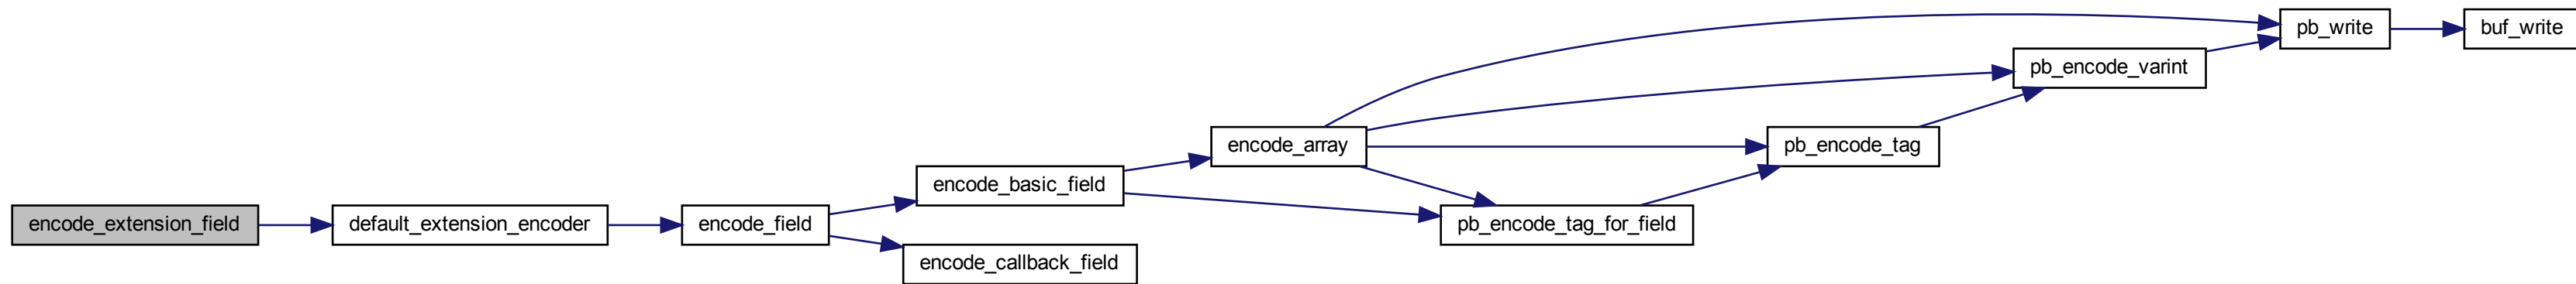 encode_extension_field
default_extension_encoder
encode_field
encode_basic_field
encode_callback_field
encode_array
pb_encode_tag_for_field
pb_encode_tag
pb_encode_varint
pb_write
buf_write